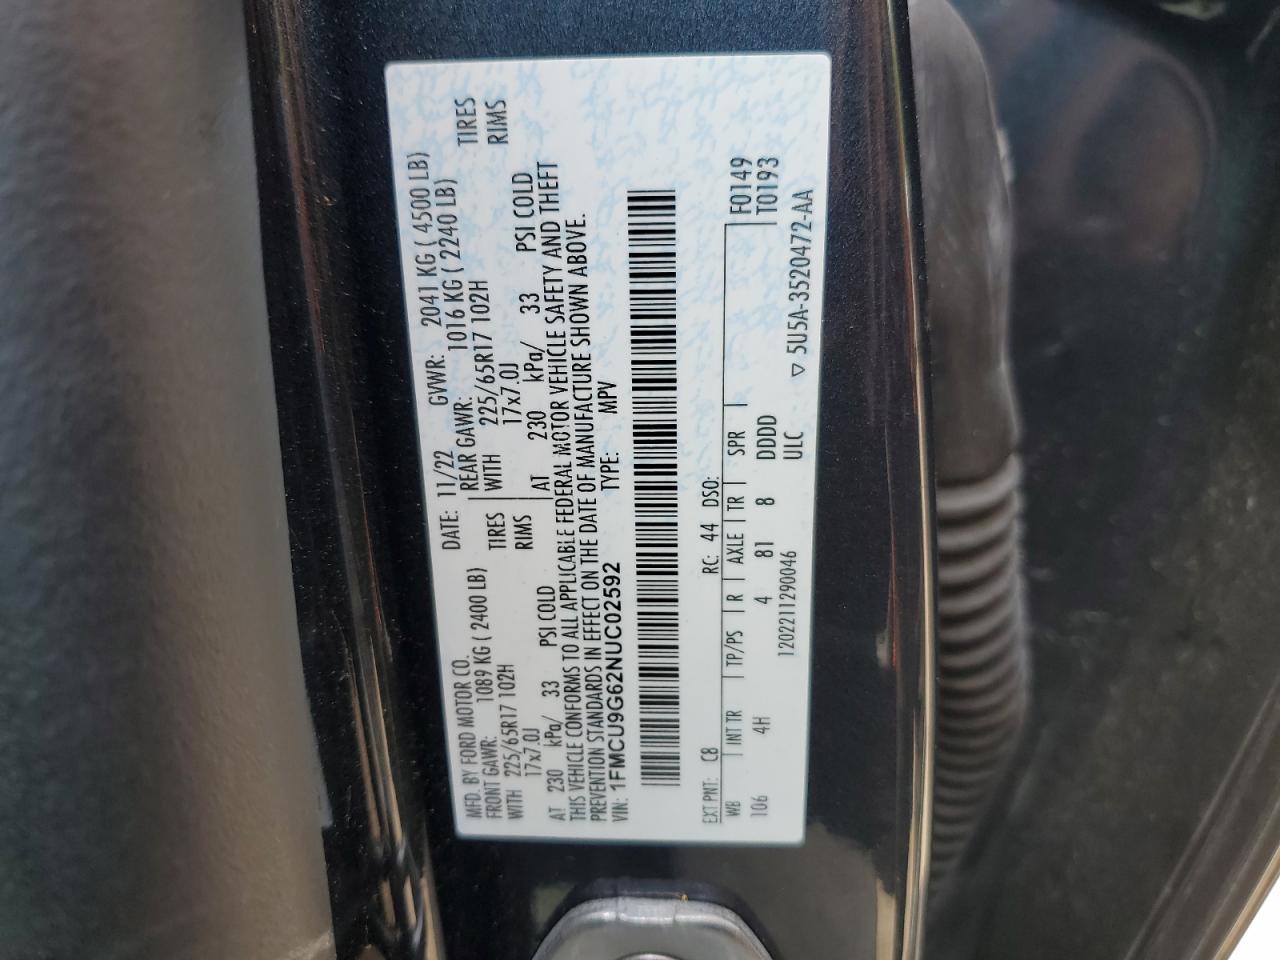 MFD. BY FORD MOTOR CO.
DATE: 11/22 GVWR: 2041 KG ( 4500 LB)
FRONT GAWR: 1089 KG ( 2400 LB)
REAR GAWR: 1016 KG ( 2240 LB)
WITH 225/65R17 102H TIRES
WITH 225/65R17 102H TIRES
17x7.0J RIMS
17x7.0J RIMS
AT 230 kPa/ 33 PSI COLD
AT 230 kPa/ 33 PSI COLD
THIS VEHICLE CONFORMS TO ALL APPLICABLE FEDERAL MOTOR VEHICLE SAFETY AND THEFT
PREVENTION STANDARDS IN EFFECT ON THE DATE OF MANUFACTURE SHOWN ABOVE.
VIN: 1FMCU9G62NUC02592 TYPE: MPV
EXT PNT: C8 RC: 44 DSO:
WB INT TR TP/PS R AXLE TR SPR F0149
106 4H 4 81 8 DDDD T0193
120221129​0046 ULC ▽ 5U5A-3520472-AA